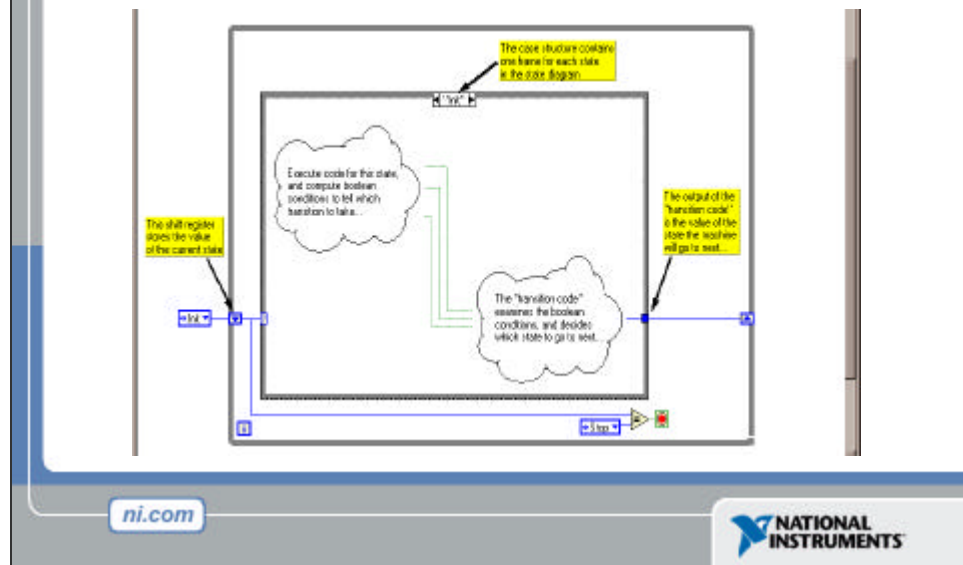 The case structure contains
one frame for each state
in the state diagram
"Init"
Execute code for this state,
and compute boolean
conditions to tell which
transition to take...
This shift register
stores the value
of the current state
The output of the
"transition code"
is the value of the
state the machine
will go to next...
The "transition code"
examines the boolean
conditions, and decides
which state to go to next...
Init
i
Stop
=
ni.com
NATIONAL
INSTRUMENTS